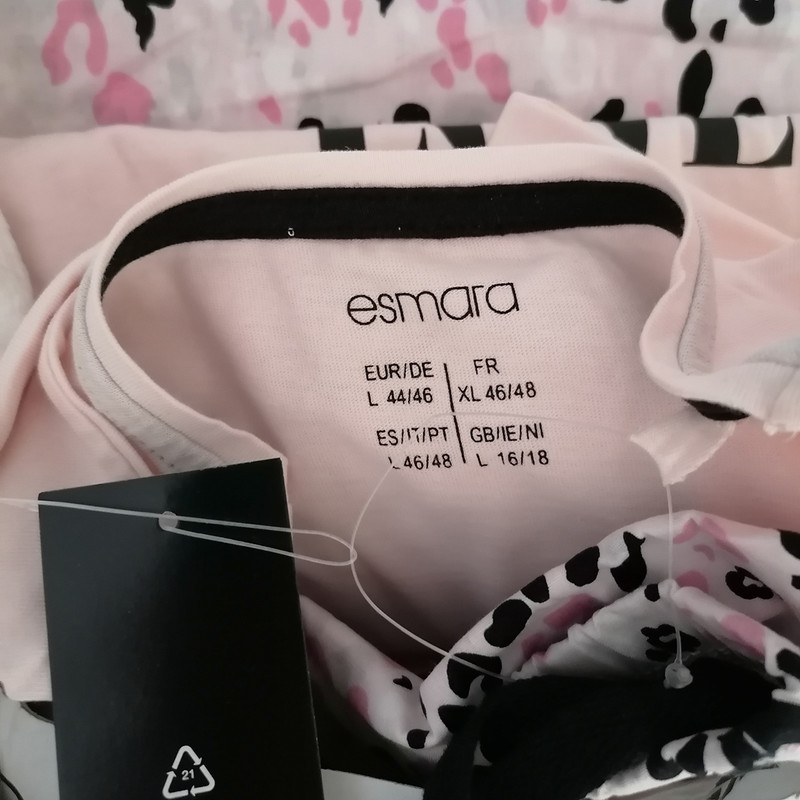 esmara
EUR/DE
L 44/46
FR
XL 46/48
ES/IT/PT
L 46/48
GB/IE/NI
L 16/18
21